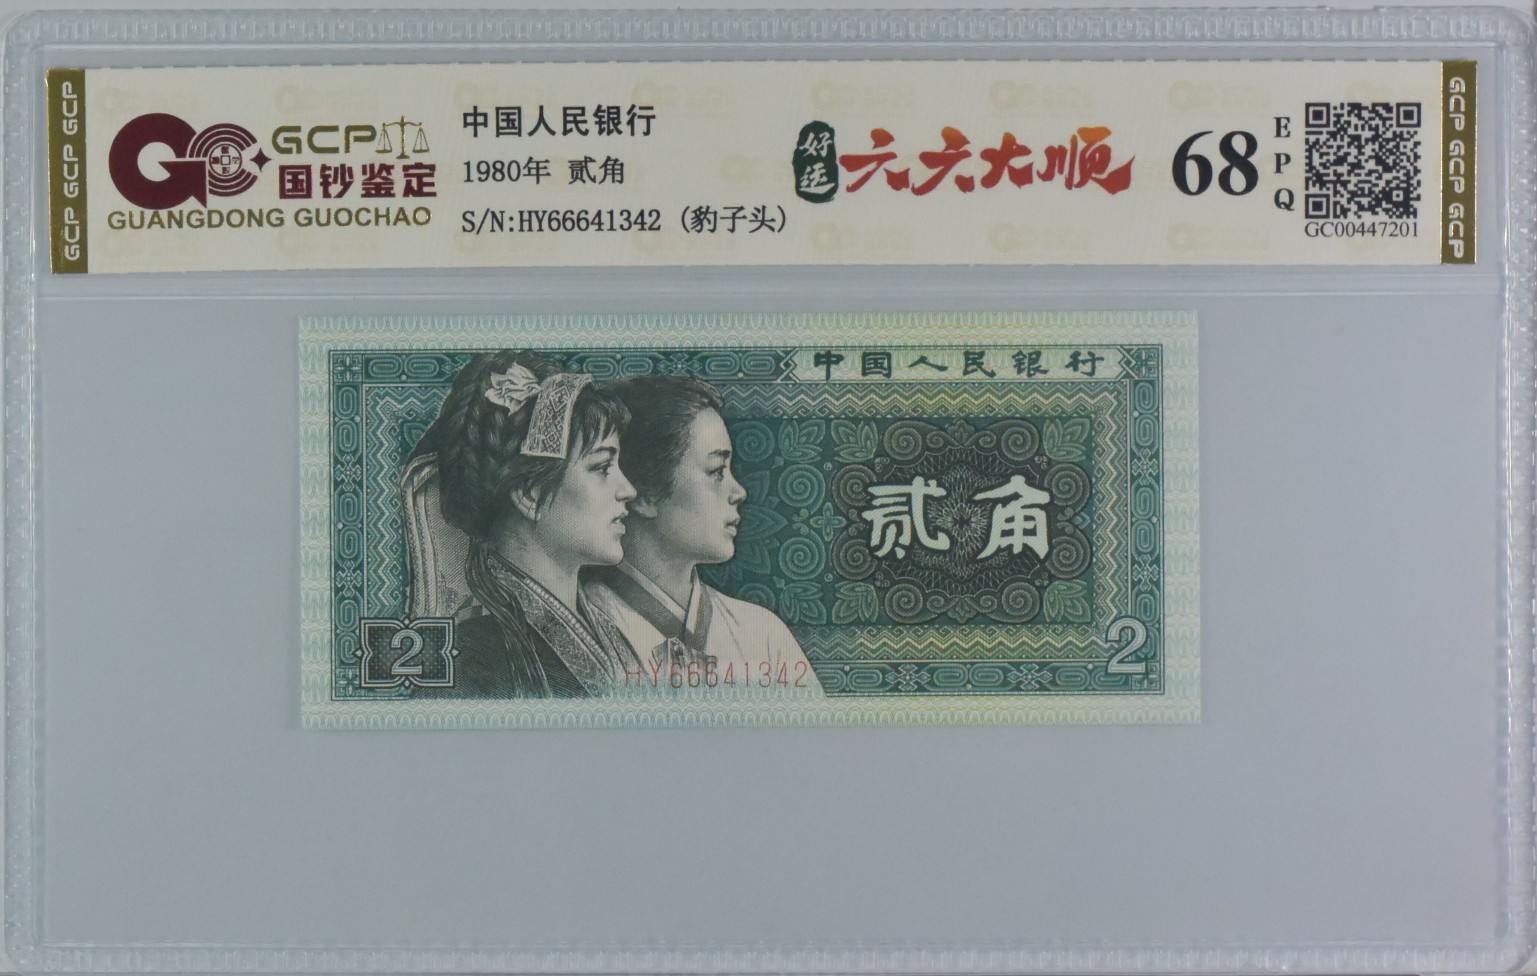 GCP GCP GCP
GCP
国钞鉴定
GUANGDONG GUOCHAO
中国人民银行
1980年 贰角
S/N:HY66641342 (豹子头)
好运
六六大顺
68
EPQ
GC00447201
GCP GCP GCP
中国人民银行
贰角
2
2
HY66641342